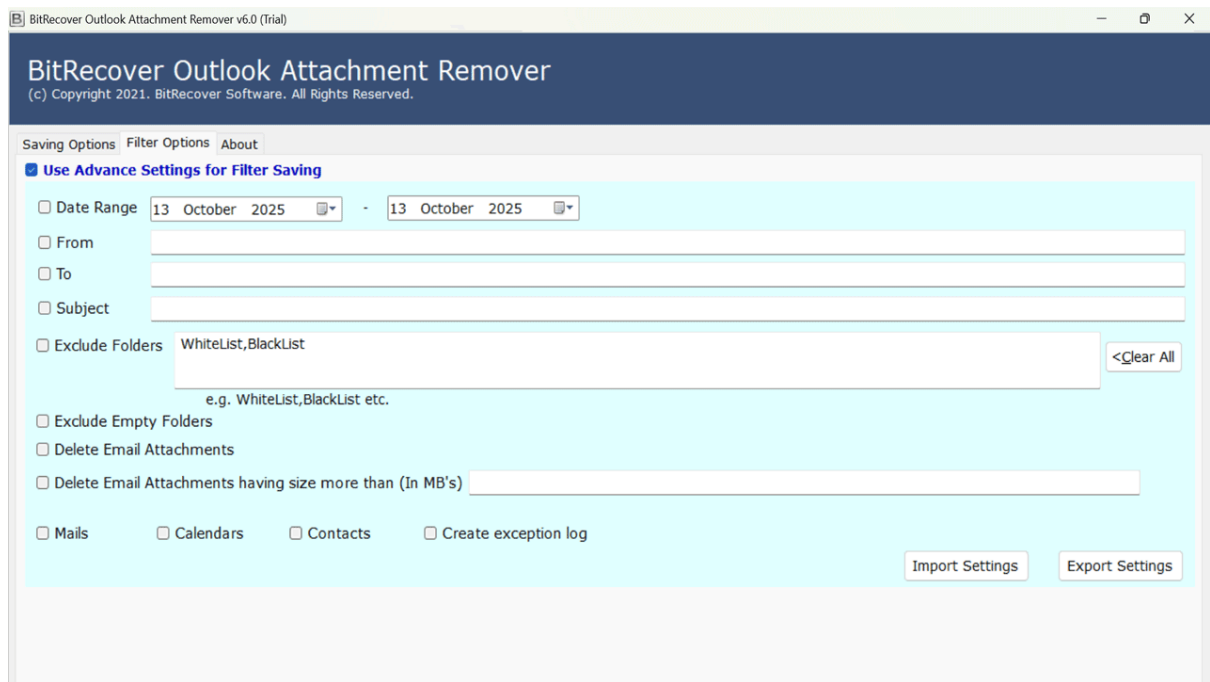 BitRecover Outlook Attachment Remover v6.0 (Trial)
BitRecover Outlook Attachment Remover
(c) Copyright 2021. BitRecover Software. All Rights Reserved.
Saving Options Filter Options About
Use Advance Settings for Filter Saving
Date Range 13 October 2025 - 13 October 2025
From
To
Subject
Exclude Folders WhiteList,BlackList <Clear All
e.g. WhiteList,BlackList etc.
Exclude Empty Folders
Delete Email Attachments
Delete Email Attachments having size more than (In MB's)
Mails Calendars Contacts Create exception log
Import Settings Export Settings